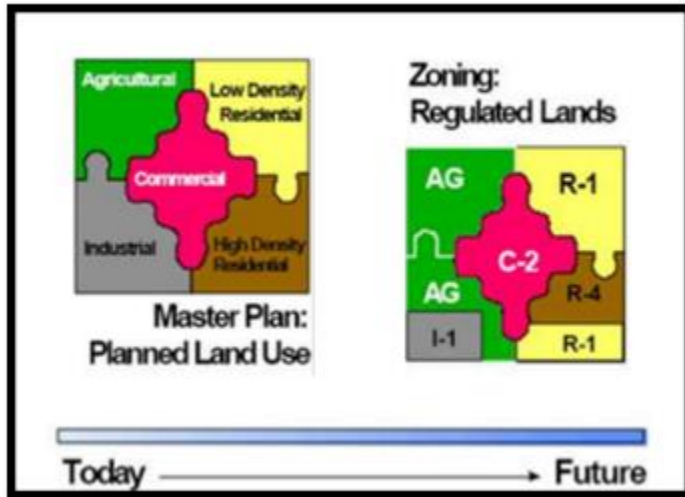 Agricultural
Low Density
Residential
Commercial
Industrial
High Density
Residential
Master Plan:
Planned Land Use
Zoning:
Regulated Lands
AG
R-1
C-2
AG
R-4
I-1
R-1
Today
Future